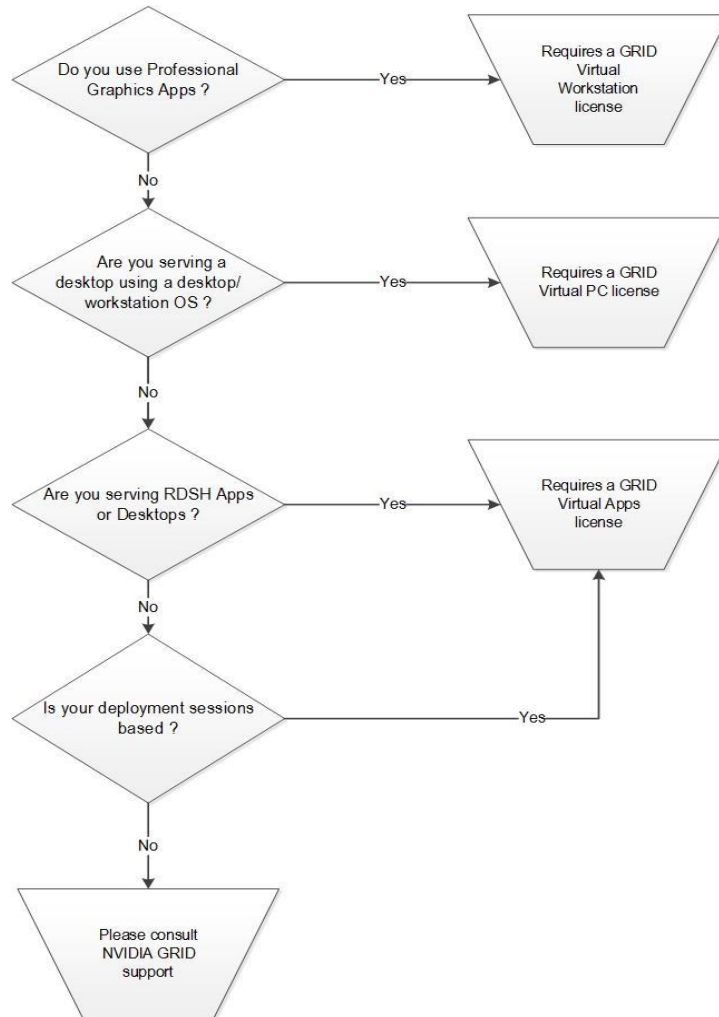 Do you use Professional
Graphics Apps ?
Yes
Requires a GRID
Virtual
Workstation
license
No
Are you serving a
desktop using a desktop/
workstation OS ?
Yes
Requires a GRID
Virtual PC license
No
Are you serving RDSH Apps
or Desktops ?
Yes
Requires a GRID
Virtual Apps
license
No
Is your deployment sessions
based ?
Yes
No
Please consult
NVIDIA GRID
support